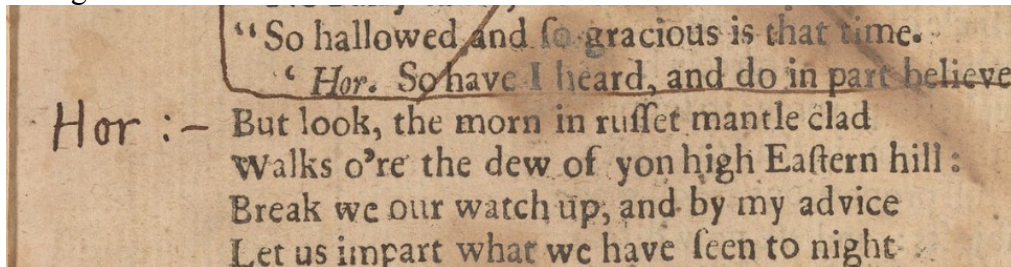 “So hallowed and ſo gracious is that time.
‘ Hor. So have I heard, and do in part believe
Hor :- But look, the morn in ruſſet mantle clad
Walks o’re the dew of yon high Eaſtern hill :
Break we our watch up, and by my advice
Let us impart what we have ſeen to night